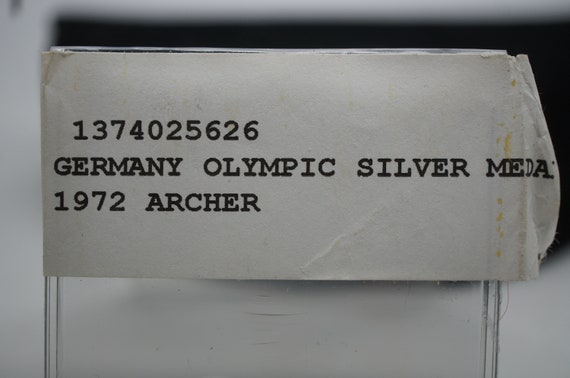 1374025626
GERMANY OLYMPIC SILVER MEDA
1972 ARCHER